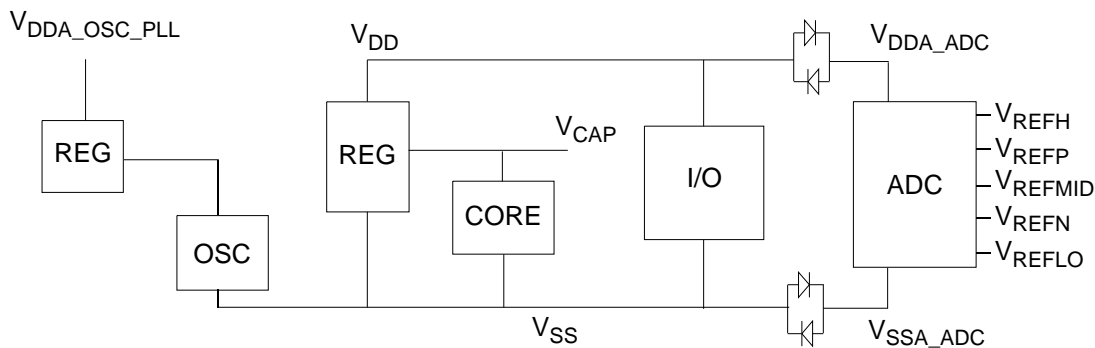 VDDA_OSC_PLL
VDD
VDDA_ADC
REG
REG
VCAP
CORE
I/O
ADC
VREFH
VREFP
VREFMID
VREFN
VREFLO
OSC
VSS
VSSA_ADC